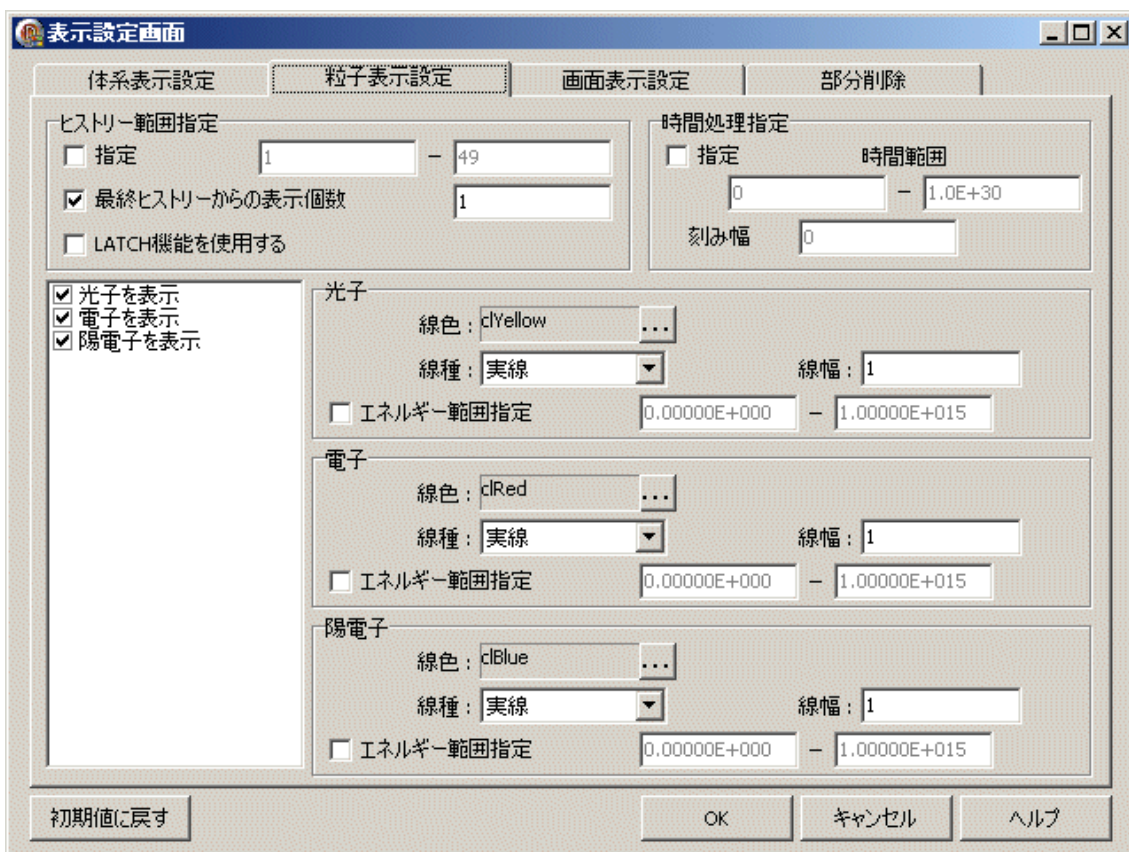 表示設定画面
体系表示設定 粒子表示設定 画面表示設定 部分削除
ヒストリー範囲指定
指定 1 - 49
最終ヒストリーからの表示個数 1
LATCH機能を使用する
時間処理指定
指定 時間範囲
0 - 1.0E+30
刻み幅 0
光子を表示
電子を表示
陽電子を表示
光子
線色: clYellow ...
線種: 実線 線幅: 1
エネルギー範囲指定 0.00000E+000 - 1.00000E+015
電子
線色: clRed ...
線種: 実線 線幅: 1
エネルギー範囲指定 0.00000E+000 - 1.00000E+015
陽電子
線色: clBlue ...
線種: 実線 線幅: 1
エネルギー範囲指定 0.00000E+000 - 1.00000E+015
初期値に戻す OK キャンセル ヘルプ